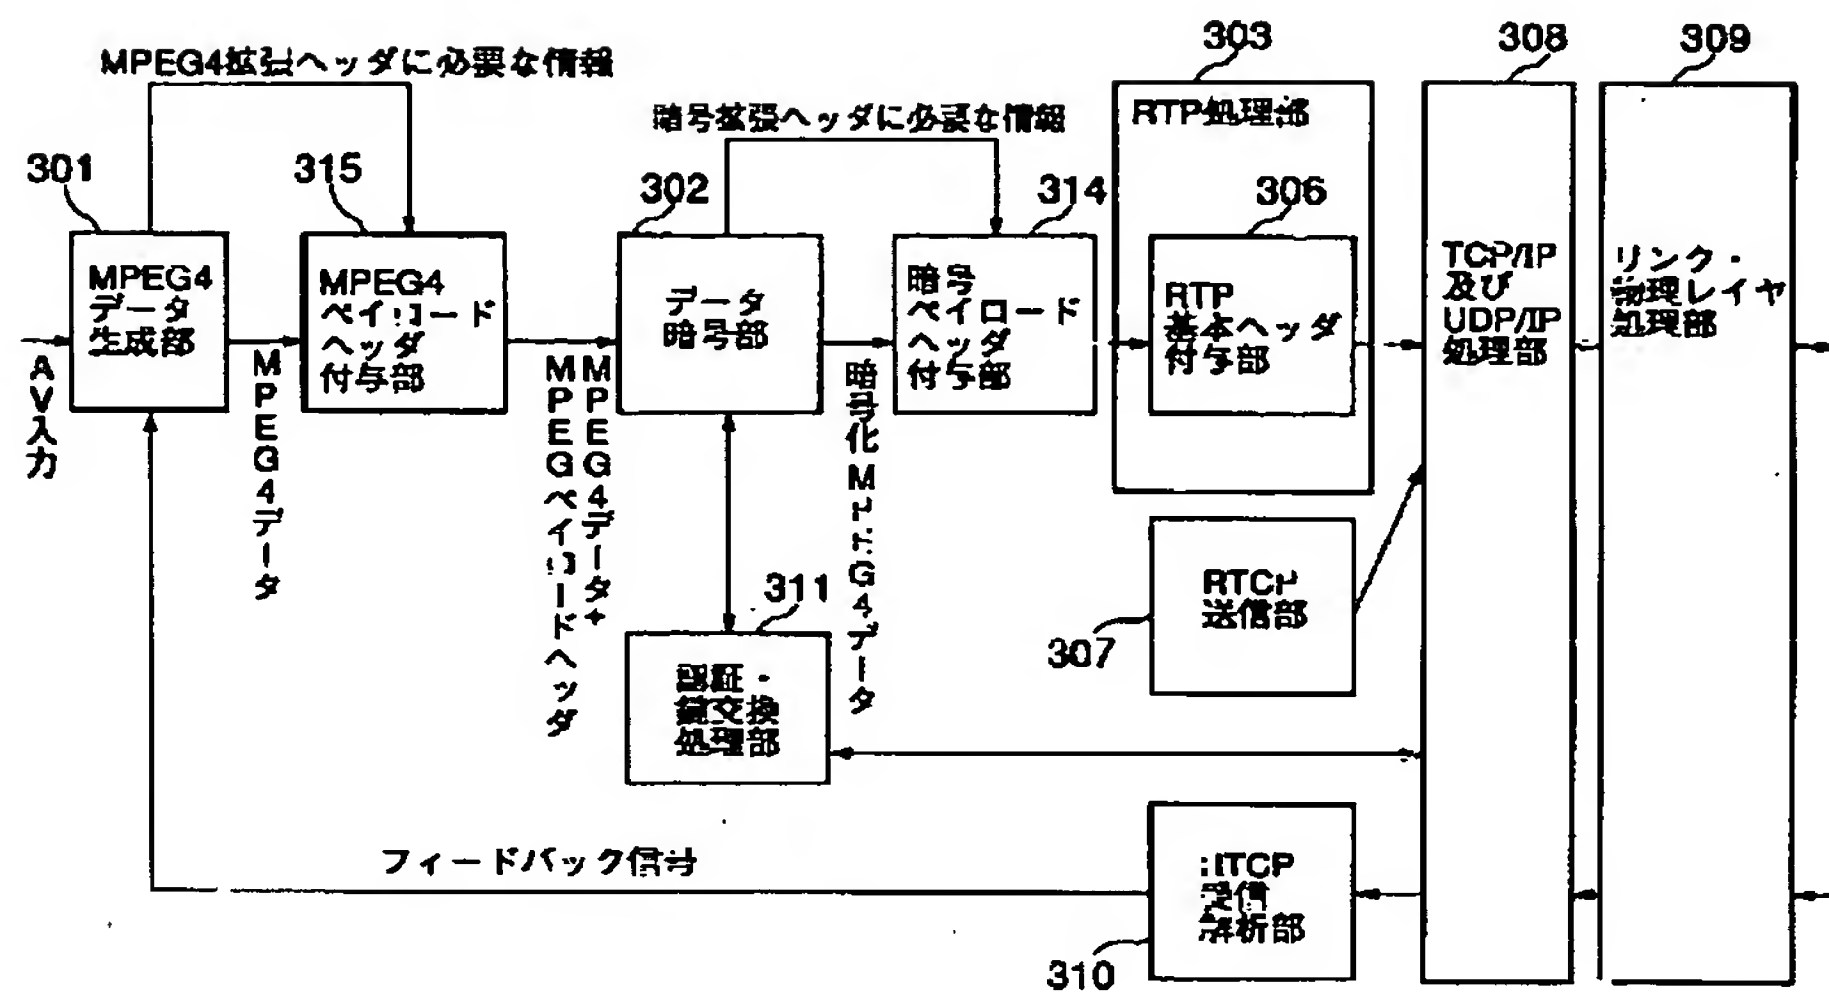 MPEG4拡張ヘッダに必要な情報
暗号拡張ヘッダに必要な情報
301
315
302
314
303
306
308
309
AV入力
MPEG4
データ
生成部
MPEG4データ
MPEG4
ペイロード
ヘッダ
付与部
MPEG4データ+
MPEGペイロードヘッダ
データ
暗号部
暗号化MPEG4データ
暗号
ペイロード
ヘッダ
付与部
RTP処理部
RTP
基本ヘッダ
付与部
TCP/IP
及び
UDP/IP
処理部
リンク・
物理レイヤ
処理部
311
認証・
鍵交換
処理部
307
RTCP
送信部
フィードバック信号
310
RTCP
受信
解析部